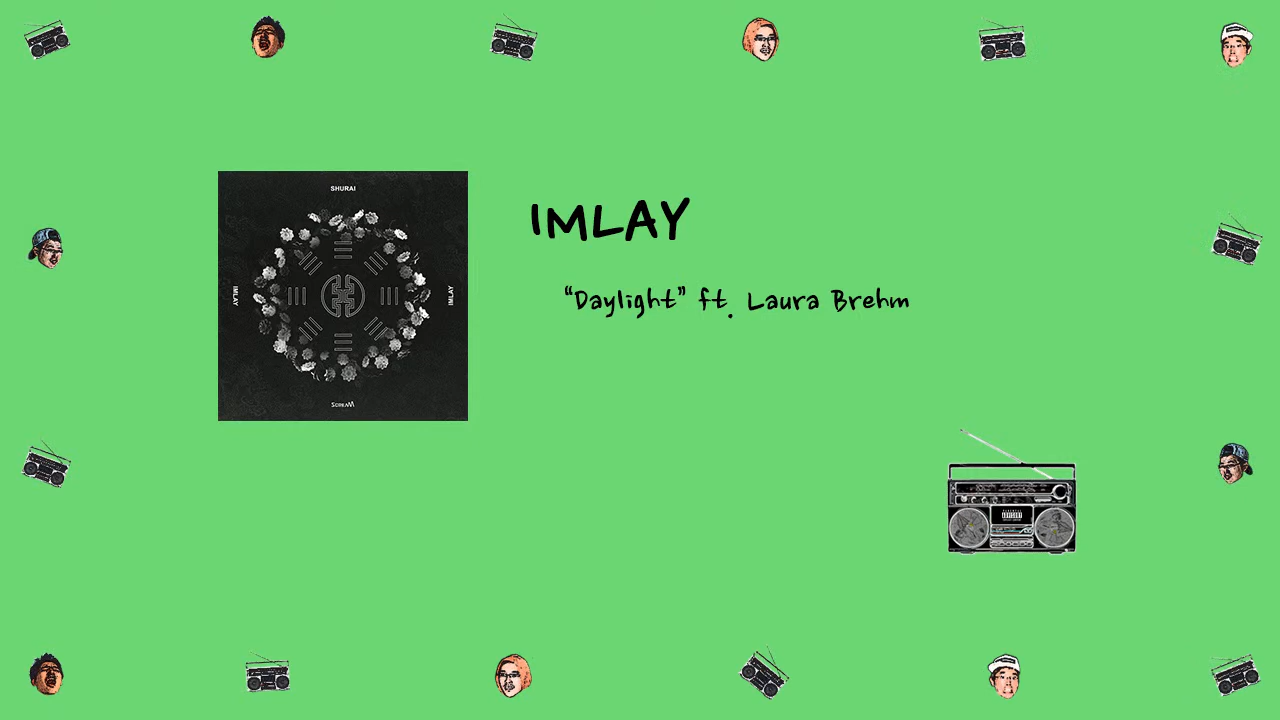 SHURAI
IMLAY
IMLAY
ScreaM
IMLAY
“Daylight” ft. Laura Brehm